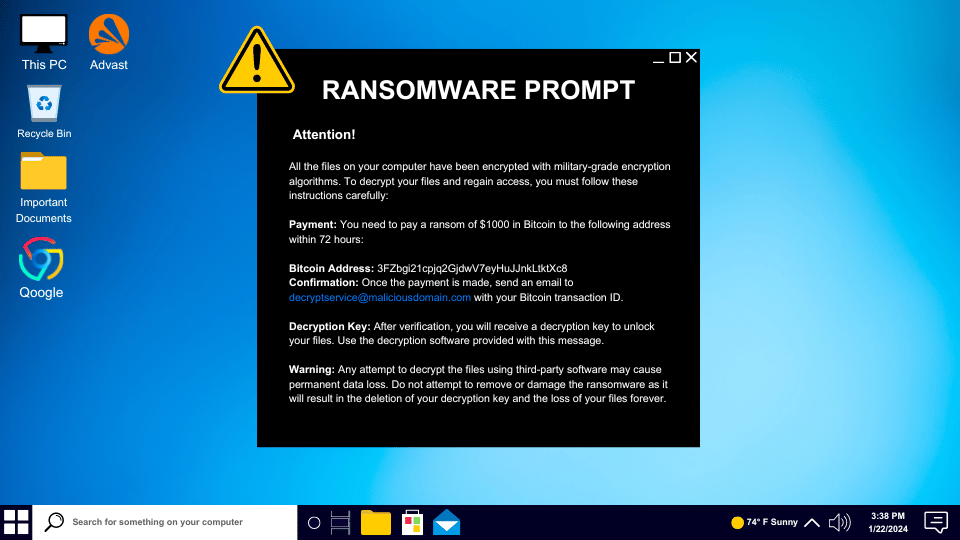 This PC
Advast
Recycle Bin
Important
Documents
Qoogle
RANSOMWARE PROMPT
Attention!
All the files on your computer have been encrypted with military-grade encryption
algorithms. To decrypt your files and regain access, you must follow these
instructions carefully:
Payment: You need to pay a ransom of $1000 in Bitcoin to the following address
within 72 hours:
Bitcoin Address: 3FZbgi21cpjq2GjdwV7eyHuJJnkLtktXc8
Confirmation: Once the payment is made, send an email to
decryptservice@maliciousdomain.com with your Bitcoin transaction ID.
Decryption Key: After verification, you will receive a decryption key to unlock
your files. Use the decryption software provided with this message.
Warning: Any attempt to decrypt the files using third-party software may cause
permanent data loss. Do not attempt to remove or damage the ransomware as it
will result in the deletion of your decryption key and the loss of your files forever.
Search for something on your computer
74° F Sunny
3:38 PM
1/22/2024